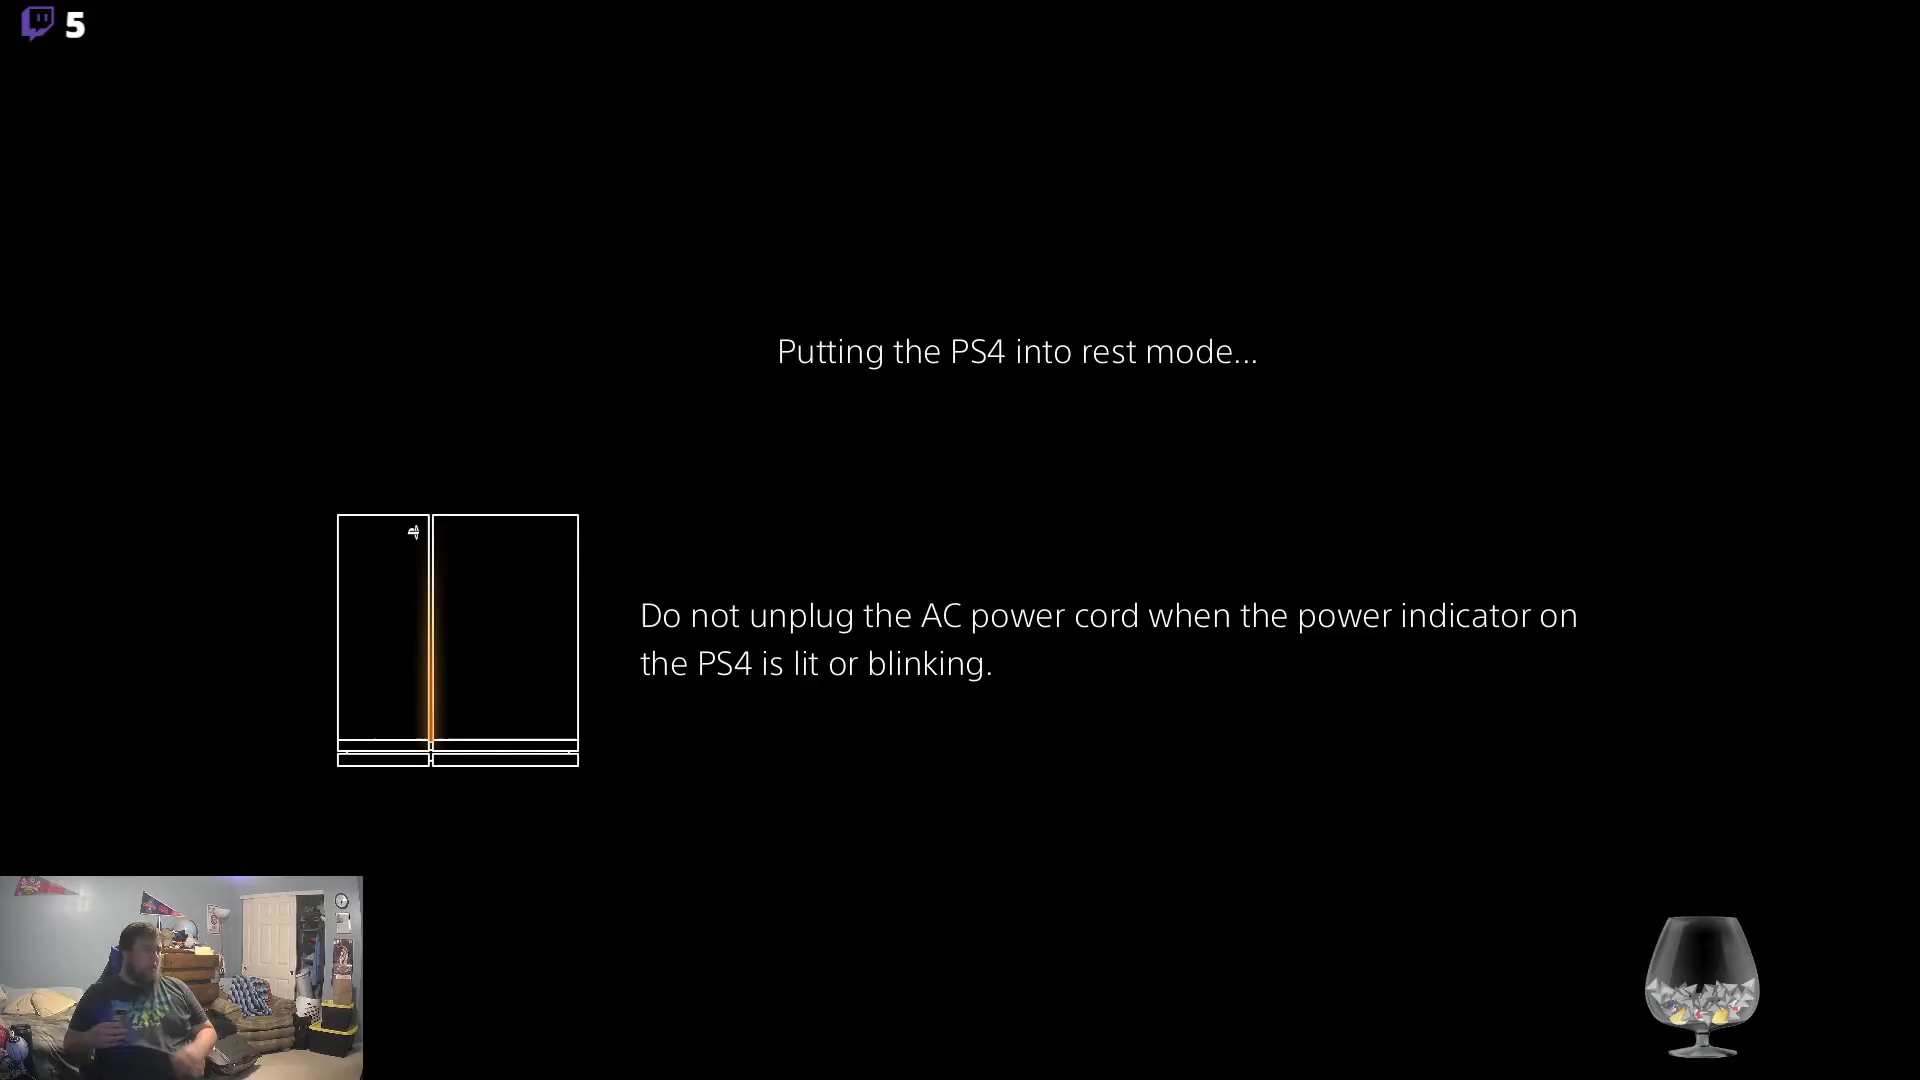 5
Putting the PS4 into rest mode...
Do not unplug the AC power cord when the power indicator on
the PS4 is lit or blinking.